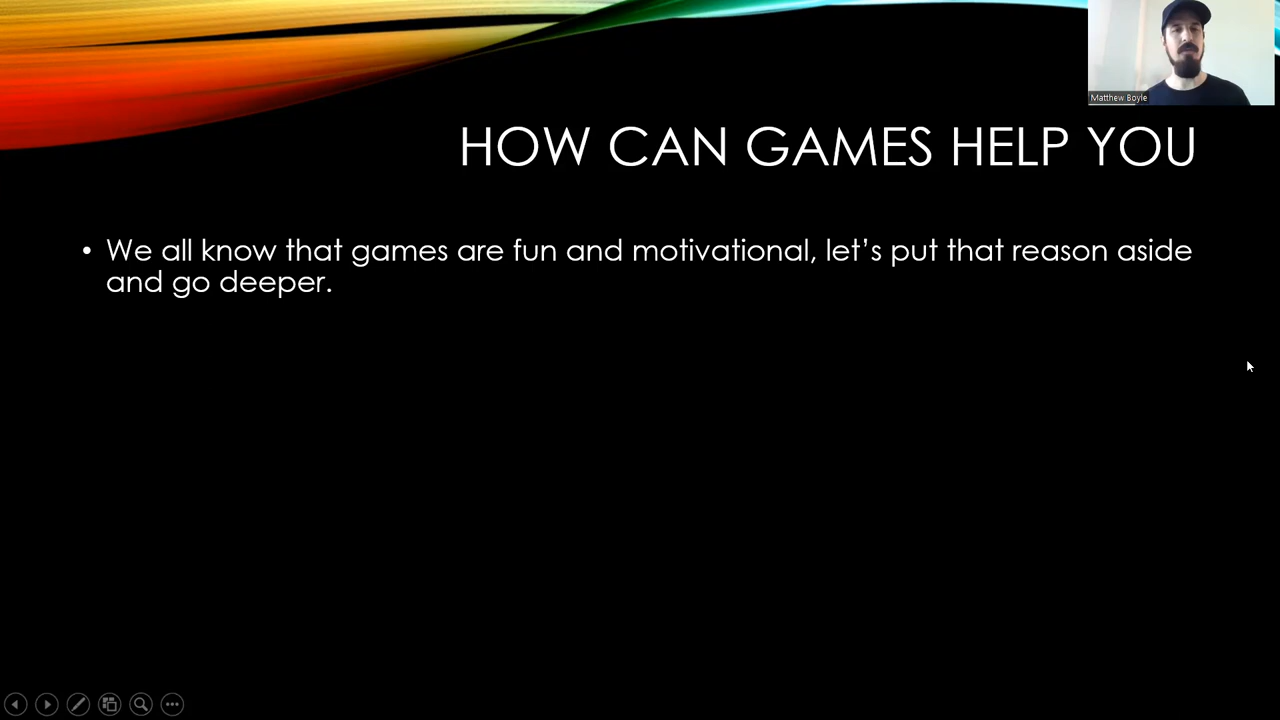 Matthew Boyle
HOW CAN GAMES HELP YOU
• We all know that games are fun and motivational, let's put that reason aside
and go deeper.